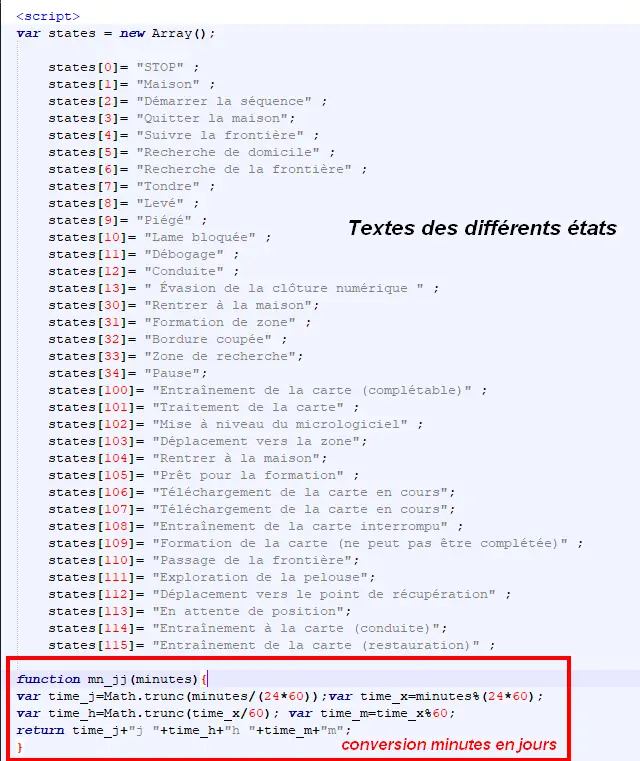 <script>
var states = new Array();
states[0]= "STOP" ;
states[1]= "Maison" ;
states[2]= "Démarrer la séquence" ;
states[3]= "Quitter la maison";
states[4]= "Suivre la frontière" ;
states[5]= "Recherche de domicile" ;
states[6]= "Recherche de la frontière" ;
states[7]= "Tondre" ;
states[8]= "Levé" ;
states[9]= "Piégé" ;
Textes des différents états
states[10]= "Lame bloquée" ;
states[11]= "Débogage" ;
states[12]= "Conduite" ;
states[13]= " Évasion de la clôture numérique " ;
states[30]= "Rentrer à la maison";
states[31]= "Formation de zone" ;
states[32]= "Bordure coupée" ;
states[33]= "Zone de recherche";
states[34]= "Pause";
states[100]= "Entraînement de la carte (complétable)" ;
states[101]= "Traitement de la carte" ;
states[102]= "Mise à niveau du micrologiciel" ;
states[103]= "Déplacement vers la zone";
states[104]= "Rentrer à la maison";
states[105]= "Prêt pour la formation" ;
states[106]= "Téléchargement de la carte en cours";
states[107]= "Téléchargement de la carte en cours";
states[108]= "Entraînement de la carte interrompu" ;
states[109]= "Formation de la carte (ne peut pas être complétée)" ;
states[110]= "Passage de la frontière";
states[111]= "Exploration de la pelouse";
states[112]= "Déplacement vers le point de récupération" ;
states[113]= "En attente de position";
states[114]= "Entraînement à la carte (conduite)";
states[115]= "Entraînement de la carte (restauration)" ;
function mn_jj(minutes){
var time_j=Math.trunc(minutes/(24*60));var time_x=minutes%(24*60);
var time_h=Math.trunc(time_x/60); var time_m=time_x%60;
return time_j+"j "+time_h+"h "+time_m+"m";
}
conversion minutes en jours